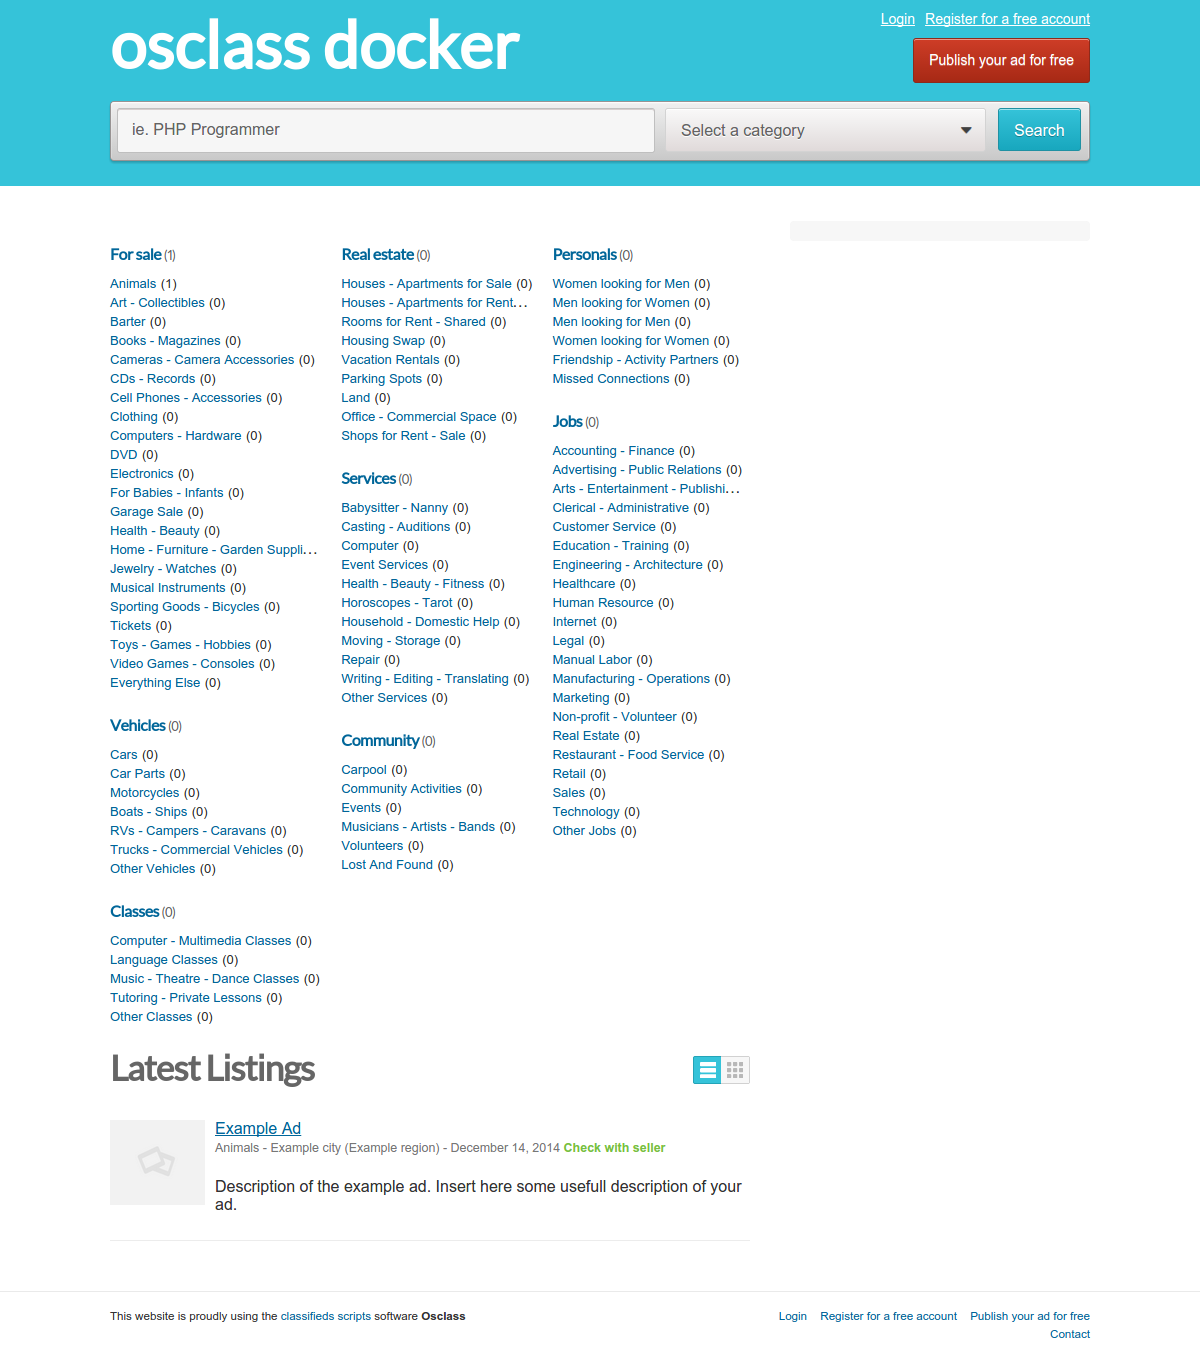 osclass docker
Login Register for a free account
Publish your ad for free
ie. PHP Programmer
Select a category
Search
For sale (1)
Animals (1)
Art - Collectibles (0)
Barter (0)
Books - Magazines (0)
Cameras - Camera Accessories (0)
CDs - Records (0)
Cell Phones - Accessories (0)
Clothing (0)
Computers - Hardware (0)
DVD (0)
Electronics (0)
For Babies - Infants (0)
Garage Sale (0)
Health - Beauty (0)
Home - Furniture - Garden Suppli...
Jewelry - Watches (0)
Musical Instruments (0)
Sporting Goods - Bicycles (0)
Tickets (0)
Toys - Games - Hobbies (0)
Video Games - Consoles (0)
Everything Else (0)
Vehicles (0)
Cars (0)
Car Parts (0)
Motorcycles (0)
Boats - Ships (0)
RVs - Campers - Caravans (0)
Trucks - Commercial Vehicles (0)
Other Vehicles (0)
Classes (0)
Computer - Multimedia Classes (0)
Language Classes (0)
Music - Theatre - Dance Classes (0)
Tutoring - Private Lessons (0)
Other Classes (0)
Real estate (0)
Houses - Apartments for Sale (0)
Houses - Apartments for Rent...
Rooms for Rent - Shared (0)
Housing Swap (0)
Vacation Rentals (0)
Parking Spots (0)
Land (0)
Office - Commercial Space (0)
Shops for Rent - Sale (0)
Services (0)
Babysitter - Nanny (0)
Casting - Auditions (0)
Computer (0)
Event Services (0)
Health - Beauty - Fitness (0)
Horoscopes - Tarot (0)
Household - Domestic Help (0)
Moving - Storage (0)
Repair (0)
Writing - Editing - Translating (0)
Other Services (0)
Community (0)
Carpool (0)
Community Activities (0)
Events (0)
Musicians - Artists - Bands (0)
Volunteers (0)
Lost And Found (0)
Personals (0)
Women looking for Men (0)
Men looking for Women (0)
Men looking for Men (0)
Women looking for Women (0)
Friendship - Activity Partners (0)
Missed Connections (0)
Jobs (0)
Accounting - Finance (0)
Advertising - Public Relations (0)
Arts - Entertainment - Publishi...
Clerical - Administrative (0)
Customer Service (0)
Education - Training (0)
Engineering - Architecture (0)
Healthcare (0)
Human Resource (0)
Internet (0)
Legal (0)
Manual Labor (0)
Manufacturing - Operations (0)
Marketing (0)
Non-profit - Volunteer (0)
Real Estate (0)
Restaurant - Food Service (0)
Retail (0)
Sales (0)
Technology (0)
Other Jobs (0)
Latest Listings
Example Ad
Animals - Example city (Example region) - December 14, 2014 Check with seller
Description of the example ad. Insert here some usefull description of your
ad.
This website is proudly using the classifieds scripts software Osclass
Login Register for a free account Publish your ad for free
Contact